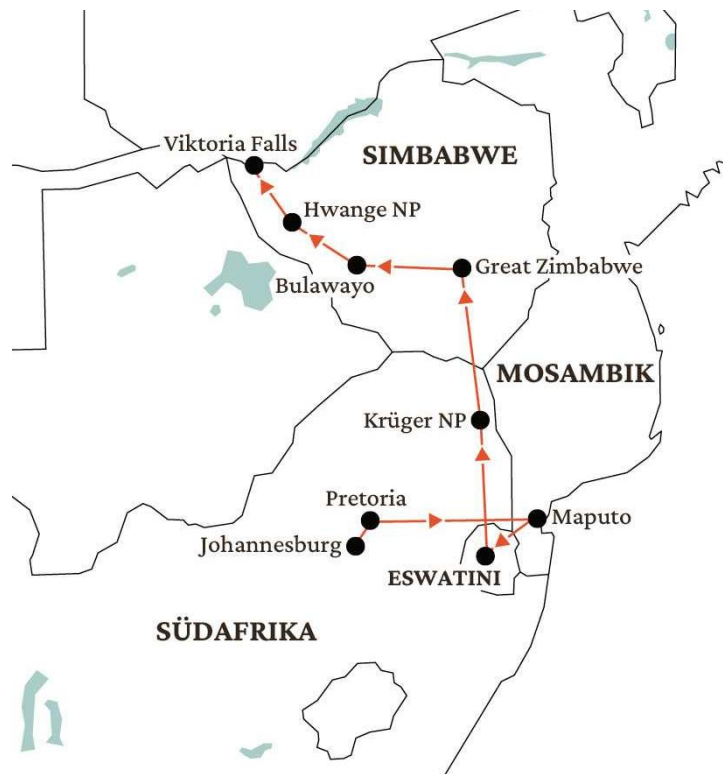 Viktoria Falls
SIMBABWE
Hwange NP
Great Zimbabwe
Bulawayo
MOSAMBIK
Krüger NP
Pretoria
Maputo
Johannesburg
ESWATINI
SÜDAFRIKA